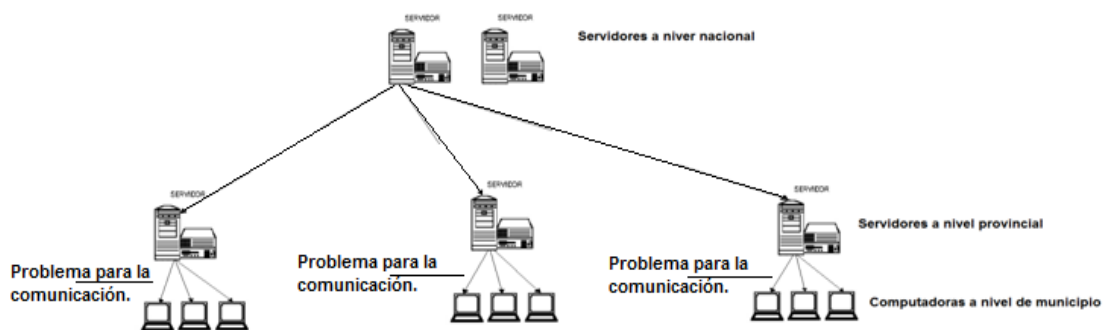 SERVIDOR
SERVIDOR
Servidores a niver nacional
SERVIDOR
SERVIDOR
SERVIDOR
Servidores a nivel provincial
Problema para la
comunicación.
Problema para la
comunicación.
Problema para la
comunicación.
Computadoras a nivel de municipio